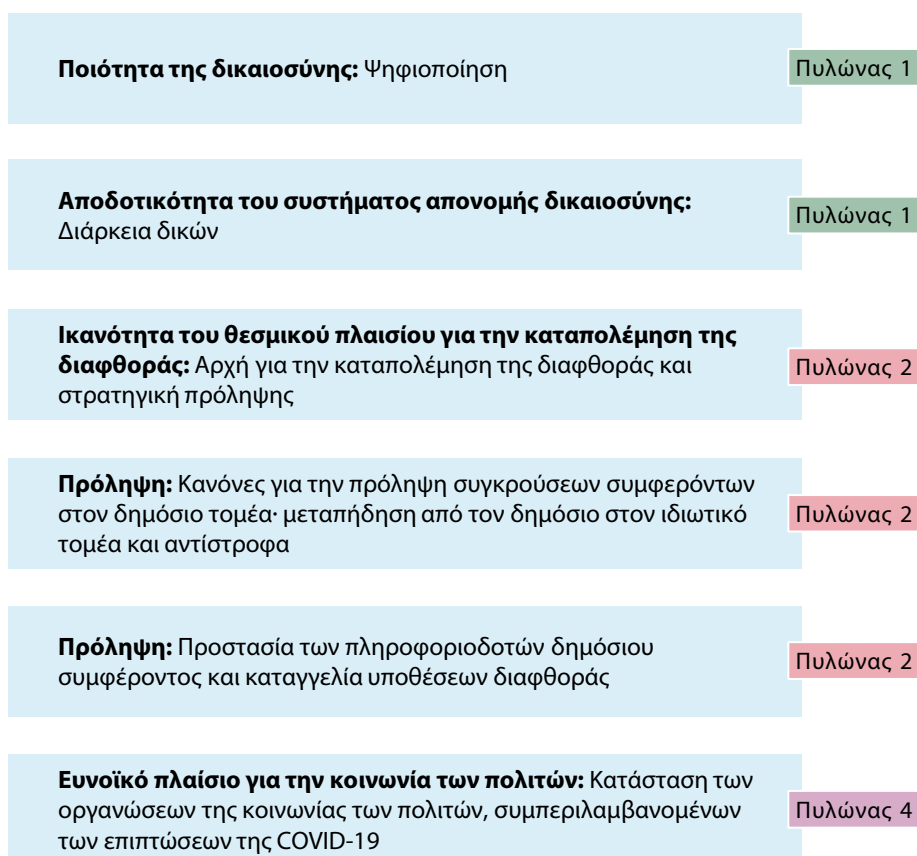 Ποιότητα της δικαιοσύνης: Ψηφιοποίηση
Πυλώνας 1
Αποδοτικότητα του συστήματος απονομής δικαιοσύνης:
Διάρκεια δικών
Πυλώνας 1
Ικανότητα του θεσμικού πλαισίου για την καταπολέμηση της
διαφθοράς: Αρχή για την καταπολέμηση της διαφθοράς και
στρατηγική πρόληψης
Πυλώνας 2
Πρόληψη: Κανόνες για την πρόληψη συγκρούσεων συμφερόντων
στον δημόσιο τομέα· μεταπήδηση από τον δημόσιο στον ιδιωτικό
τομέα και αντίστροφα
Πυλώνας 2
Πρόληψη: Προστασία των πληροφοριοδοτών δημόσιου
συμφέροντος και καταγγελία υποθέσεων διαφθοράς
Πυλώνας 2
Ευνοϊκό πλαίσιο για την κοινωνία των πολιτών: Κατάσταση των
οργανώσεων της κοινωνίας των πολιτών, συμπεριλαμβανομένων
των επιπτώσεων της COVID-19
Πυλώνας 4